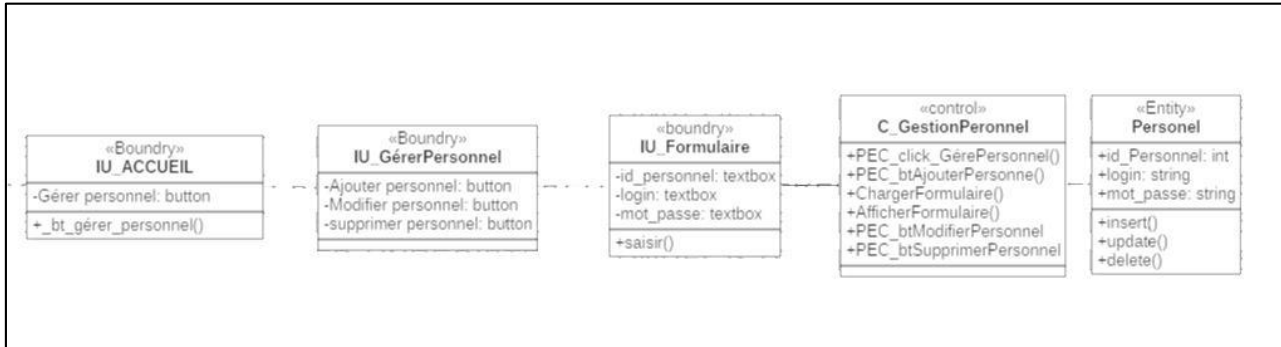 «Boundry»
IU_ACCUEIL
-Gérer personnel: button
+_bt_gérer_personnel()
«Boundry»
IU_GérerPersonnel
-Ajouter personnel: button
-Modifier personnel: button
-supprimer personnel: button
«boundry»
IU_Formulaire
-id_personnel: textbox
-login: textbox
-mot_passe: textbox
+saisir()
«control»
C_GestionPeronnel
+PEC_click_GérePersonnel()
+PEC_btAjouterPersonne()
+ChargerFormulaire()
+AfficherFormulaire()
+PEC_btModifierPersonnel
+PEC_btSupprimerPersonnel
«Entity»
Personel
+id_Personnel: int
+login: string
+mot_passe: string
+insert()
+update()
+delete()